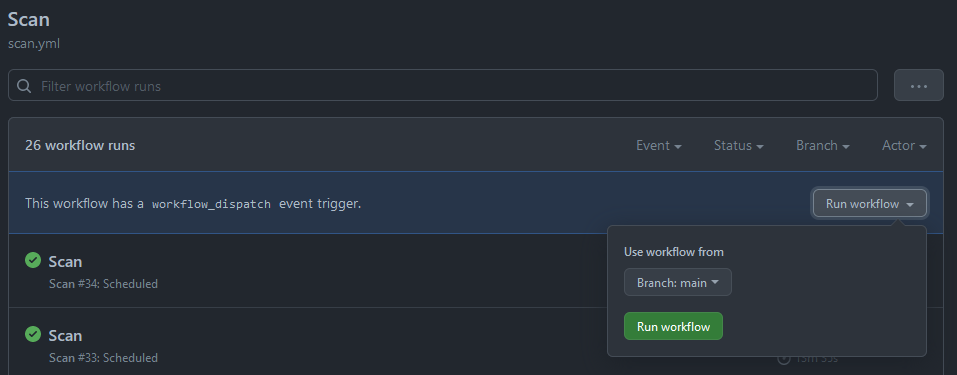 Scan
scan.yml
Filter workflow runs
...
26 workflow runs
Event
Status
Branch
Actor
This workflow has a workflow_dispatch event trigger.
Run workflow
Use workflow from
Branch: main
Run workflow
Scan
Scan #34: Scheduled
Scan
Scan #33: Scheduled